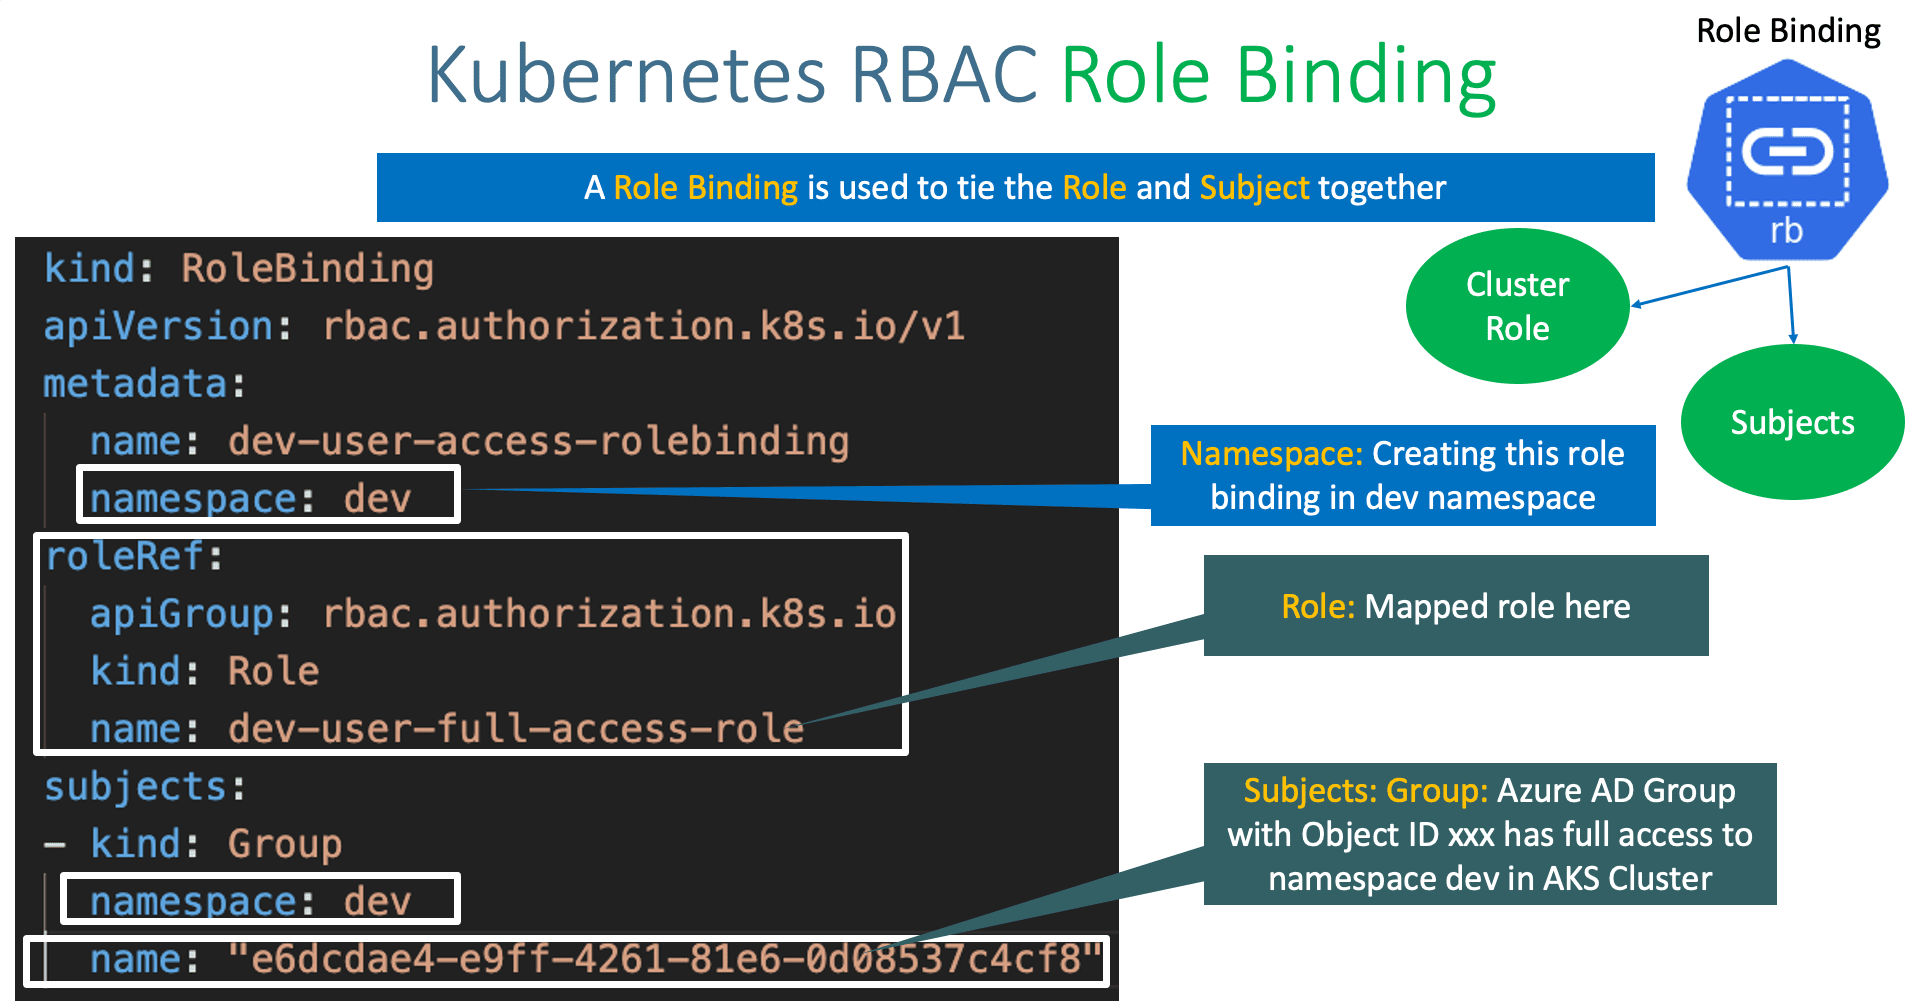 Role Binding
Kubernetes RBAC Role Binding
A Role Binding is used to tie the Role and Subject together
rb
Cluster
Role
Subjects
kind: RoleBinding
apiVersion: rbac.authorization.k8s.io/v1
metadata:
  name: dev-user-access-rolebinding
  namespace: dev
roleRef:
  apiGroup: rbac.authorization.k8s.io
  kind: Role
  name: dev-user-full-access-role
subjects:
- kind: Group
  namespace: dev
  name: "e6dcdae4-e9ff-4261-81e6-0d08537c4cf8"
Namespace: Creating this role
binding in dev namespace
Role: Mapped role here
Subjects: Group: Azure AD Group
with Object ID xxx has full access to
namespace dev in AKS Cluster